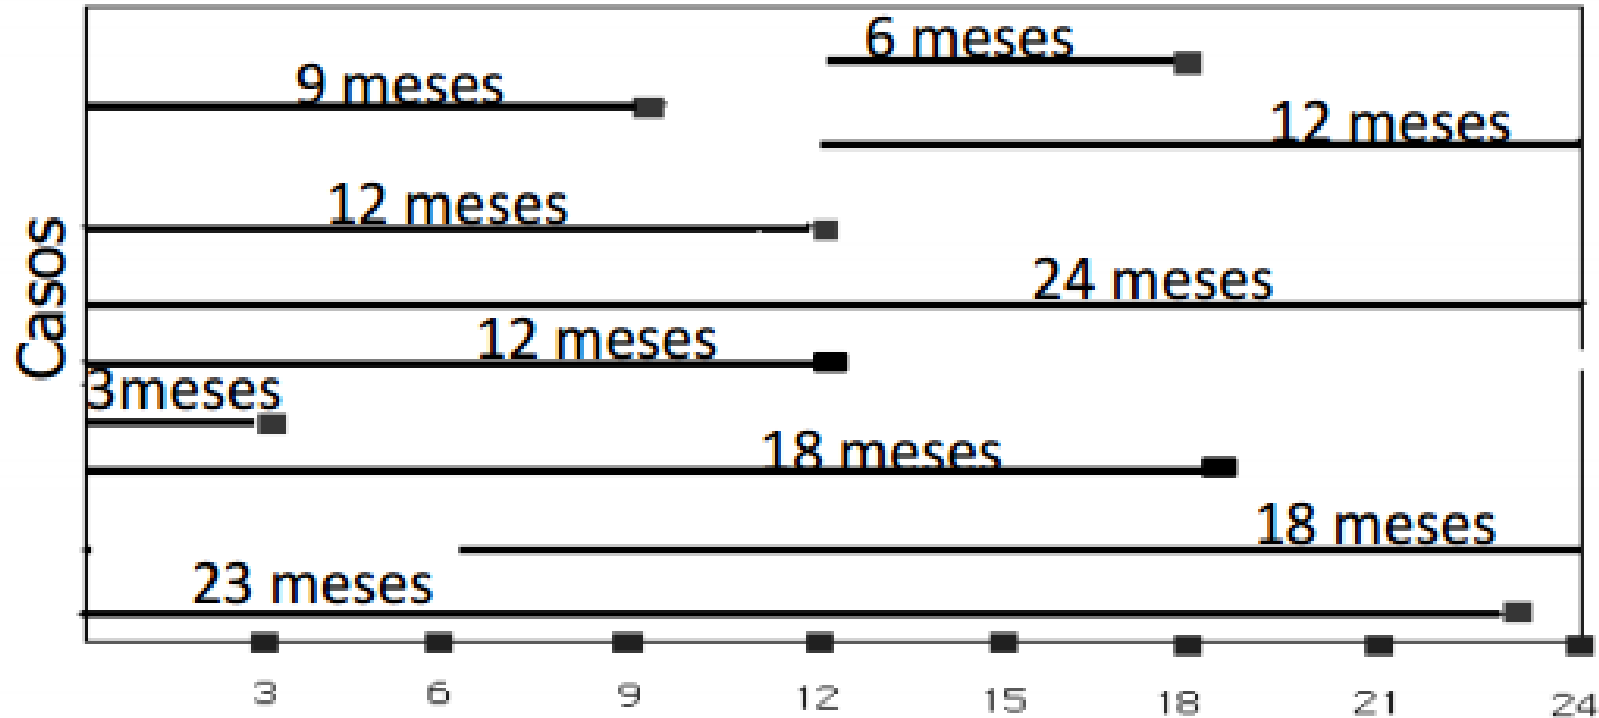 6 meses
9 meses
12 meses
12 meses
24 meses
12 meses
3meses
18 meses
18 meses
23 meses
Casos
3 6 9 12 15 18 21 24